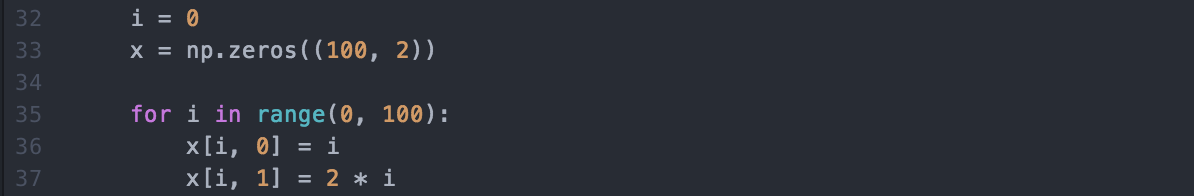 32 i = 0
33 x = np.zeros((100, 2))
34
35 for i in range(0, 100):
36 x[i, 0] = i
37 x[i, 1] = 2 * i